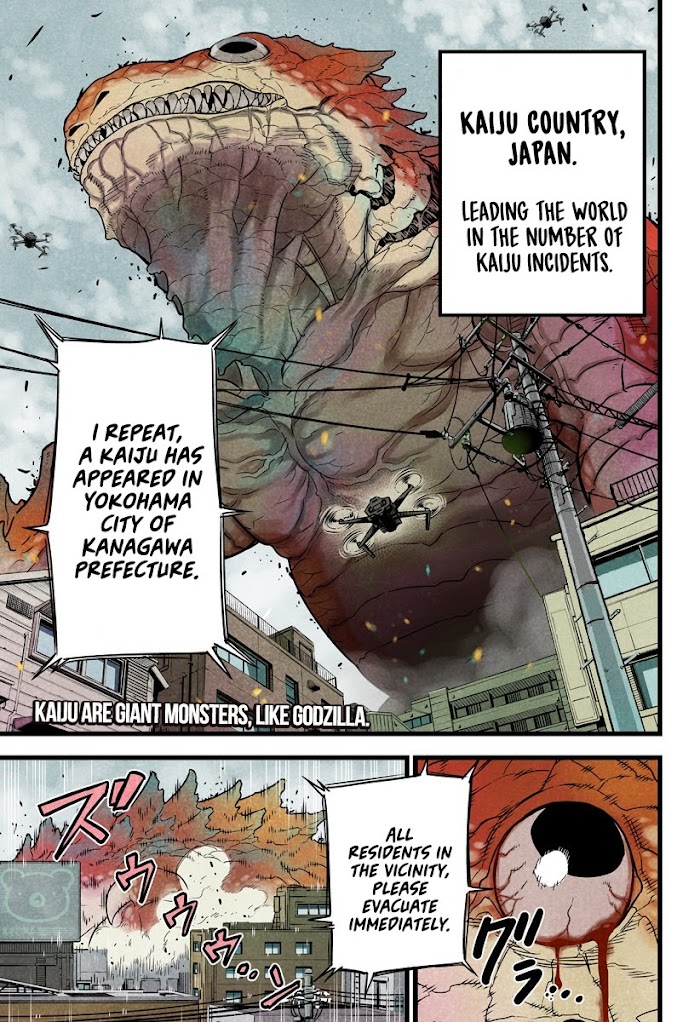 KAIJU COUNTRY,
JAPAN.
LEADING THE WORLD
IN THE NUMBER OF
KAIJU INCIDENTS.
I REPEAT,
A KAIJU HAS
APPEARED IN
YOKOHAMA
CITY OF
KANAGAWA
PREFECTURE.
KAIJU ARE GIANT MONSTERS, LIKE GODZILLA.
ズゥゥゥ…ン
ALL
RESIDENTS IN
THE VICINITY,
PLEASE
EVACUATE
IMMEDIATELY.
グラ…